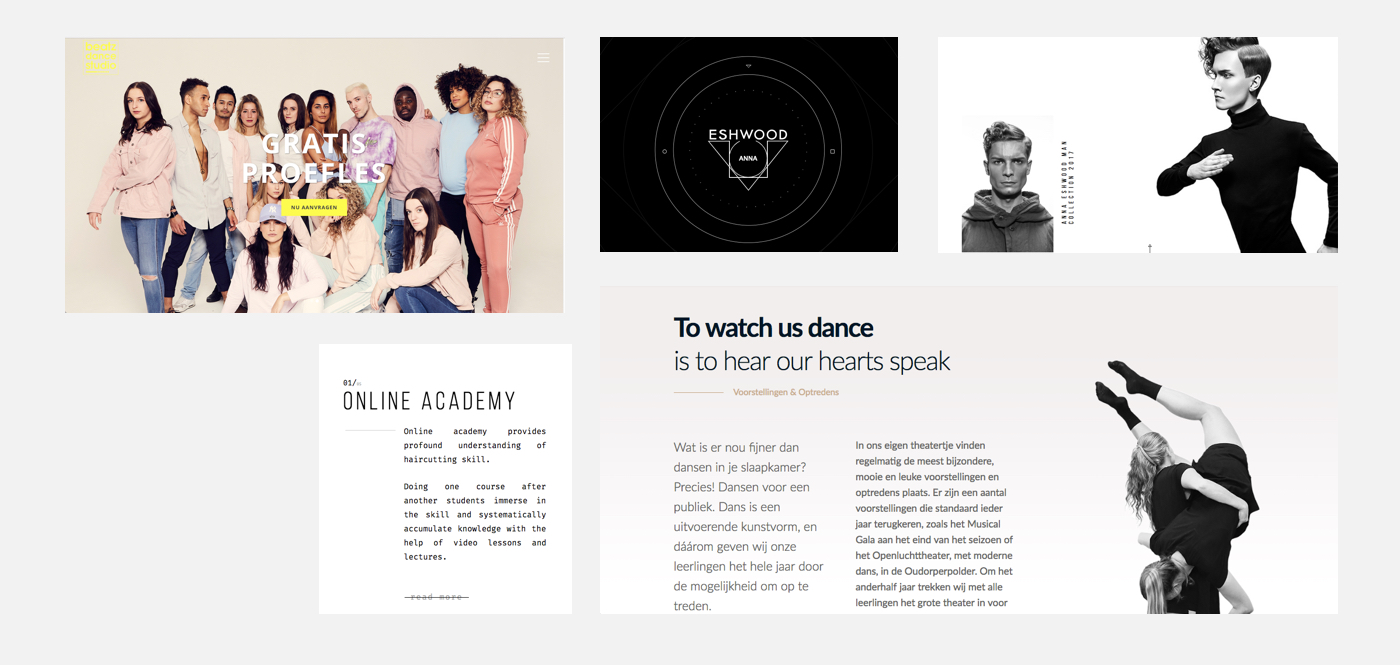 GRATIS
PROEFLES
NU AANVRAGEN
ESHWOOD
ANNA
ANNA ESHWOOD MAN
COLLECTION 2017
01/
ONLINE ACADEMY
Online academy provides
profound understanding of
haircutting skill.
Doing one course after
another students immerse in
the skill and systematically
accumulate knowledge with the
help of video lessons and
lectures.
read more
To watch us dance
is to hear our hearts speak
Voorstellingen & Optredens
Wat is er nou fijner dan
dansen in je slaapkamer?
Precies! Dansen voor een
publiek. Dans is een
uitvoerende kunstvorm, en
dáárom geven wij onze
leerlingen het hele jaar door
de mogelijkheid om op te
treden.
In ons eigen theatertje vinden
regelmatig de meest bijzondere,
mooie en leuke voorstellingen en
optredens plaats. Er zijn een aantal
voorstellingen die standaard ieder
jaar terugkeren, zoals het Musical
Gala aan het eind van het seizoen of
het Openluchttheater, met moderne
dans, in de Oudorperpolder. Om het
anderhalf jaar trekken wij met alle
leerlingen het grote theater in voor